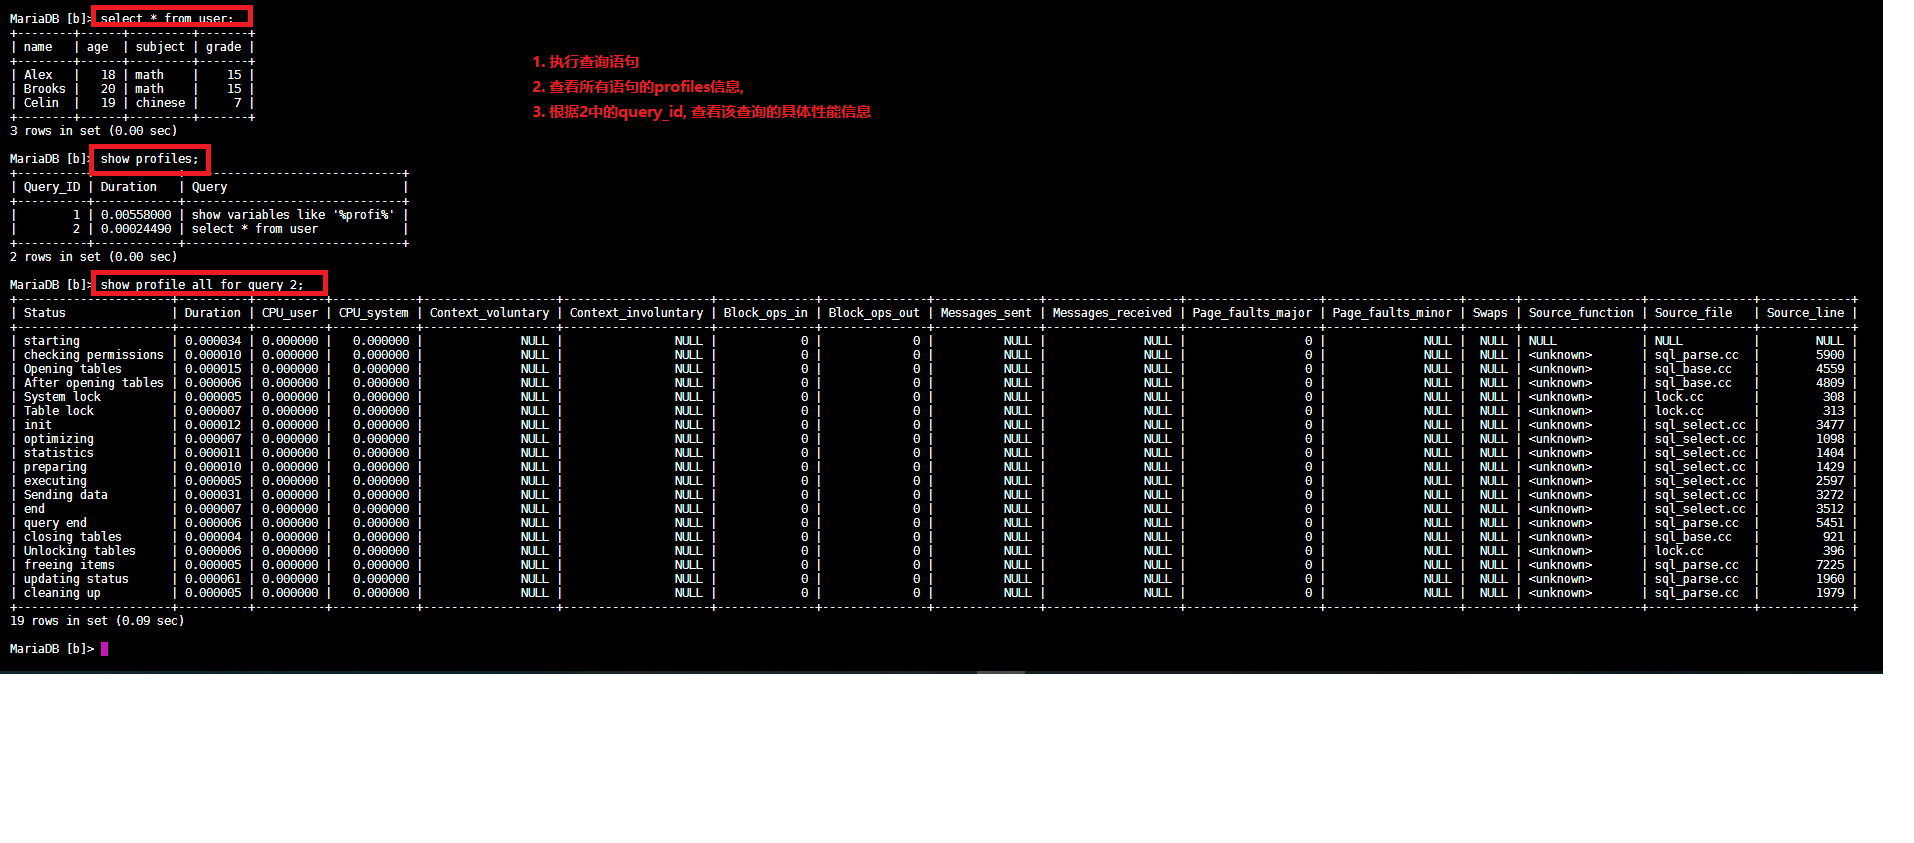 MariaDB [b]> select * from user;
+--------+------+---------+-------+
| name   | age  | subject | grade |
+--------+------+---------+-------+
| Alex   |   18 | math    |    15 |
| Brooks |   20 | math    |    15 |
| Celin  |   19 | chinese |     7 |
+--------+------+---------+-------+
3 rows in set (0.00 sec)
1. 执行查询语句
2. 查看所有语句的profiles信息,
3. 根据2中的query_id, 查看该查询的具体性能信息
MariaDB [b]> show profiles;
+----------+------------+-------------------------------+
| Query_ID | Duration   | Query                         |
+----------+------------+-------------------------------+
|        1 | 0.00558000 | show variables like '%profi%' |
|        2 | 0.00024490 | select * from user            |
+----------+------------+-------------------------------+
2 rows in set (0.00 sec)
MariaDB [b]> show profile all for query 2;
| Status | Duration | CPU_user | CPU_system | Context_voluntary | Context_involuntary | Block_ops_in | Block_ops_out | Messages_sent | Messages_received | Page_faults_major | Page_faults_minor | Swaps | Source_function | Source_file | Source_line |
| starting | 0.000034 | 0.000000 | 0.000000 | NULL | NULL | 0 | 0 | NULL | NULL | 0 | NULL | NULL | NULL | NULL | NULL |
| checking permissions | 0.000010 | 0.000000 | 0.000000 | NULL | NULL | 0 | 0 | NULL | NULL | 0 | NULL | NULL | <unknown> | sql_parse.cc | 5900 |
| Opening tables | 0.000015 | 0.000000 | 0.000000 | NULL | NULL | 0 | 0 | NULL | NULL | 0 | NULL | NULL | <unknown> | sql_base.cc | 4559 |
| After opening tables | 0.000006 | 0.000000 | 0.000000 | NULL | NULL | 0 | 0 | NULL | NULL | 0 | NULL | NULL | <unknown> | sql_base.cc | 4809 |
| System lock | 0.000005 | 0.000000 | 0.000000 | NULL | NULL | 0 | 0 | NULL | NULL | 0 | NULL | NULL | <unknown> | lock.cc | 308 |
| Table lock | 0.000007 | 0.000000 | 0.000000 | NULL | NULL | 0 | 0 | NULL | NULL | 0 | NULL | NULL | <unknown> | lock.cc | 313 |
| init | 0.000012 | 0.000000 | 0.000000 | NULL | NULL | 0 | 0 | NULL | NULL | 0 | NULL | NULL | <unknown> | sql_select.cc | 3477 |
| optimizing | 0.000007 | 0.000000 | 0.000000 | NULL | NULL | 0 | 0 | NULL | NULL | 0 | NULL | NULL | <unknown> | sql_select.cc | 1098 |
| statistics | 0.000011 | 0.000000 | 0.000000 | NULL | NULL | 0 | 0 | NULL | NULL | 0 | NULL | NULL | <unknown> | sql_select.cc | 1404 |
| preparing | 0.000010 | 0.000000 | 0.000000 | NULL | NULL | 0 | 0 | NULL | NULL | 0 | NULL | NULL | <unknown> | sql_select.cc | 1429 |
| executing | 0.000005 | 0.000000 | 0.000000 | NULL | NULL | 0 | 0 | NULL | NULL | 0 | NULL | NULL | <unknown> | sql_select.cc | 2597 |
| Sending data | 0.000031 | 0.000000 | 0.000000 | NULL | NULL | 0 | 0 | NULL | NULL | 0 | NULL | NULL | <unknown> | sql_select.cc | 3272 |
| end | 0.000007 | 0.000000 | 0.000000 | NULL | NULL | 0 | 0 | NULL | NULL | 0 | NULL | NULL | <unknown> | sql_select.cc | 3512 |
| query end | 0.000006 | 0.000000 | 0.000000 | NULL | NULL | 0 | 0 | NULL | NULL | 0 | NULL | NULL | <unknown> | sql_parse.cc | 5451 |
| closing tables | 0.000004 | 0.000000 | 0.000000 | NULL | NULL | 0 | 0 | NULL | NULL | 0 | NULL | NULL | <unknown> | sql_base.cc | 921 |
| Unlocking tables | 0.000006 | 0.000000 | 0.000000 | NULL | NULL | 0 | 0 | NULL | NULL | 0 | NULL | NULL | <unknown> | lock.cc | 396 |
| freeing items | 0.000005 | 0.000000 | 0.000000 | NULL | NULL | 0 | 0 | NULL | NULL | 0 | NULL | NULL | <unknown> | sql_parse.cc | 7225 |
| updating status | 0.000061 | 0.000000 | 0.000000 | NULL | NULL | 0 | 0 | NULL | NULL | 0 | NULL | NULL | <unknown> | sql_parse.cc | 1960 |
| cleaning up | 0.000005 | 0.000000 | 0.000000 | NULL | NULL | 0 | 0 | NULL | NULL | 0 | NULL | NULL | <unknown> | sql_parse.cc | 1979 |
19 rows in set (0.09 sec)
MariaDB [b]>